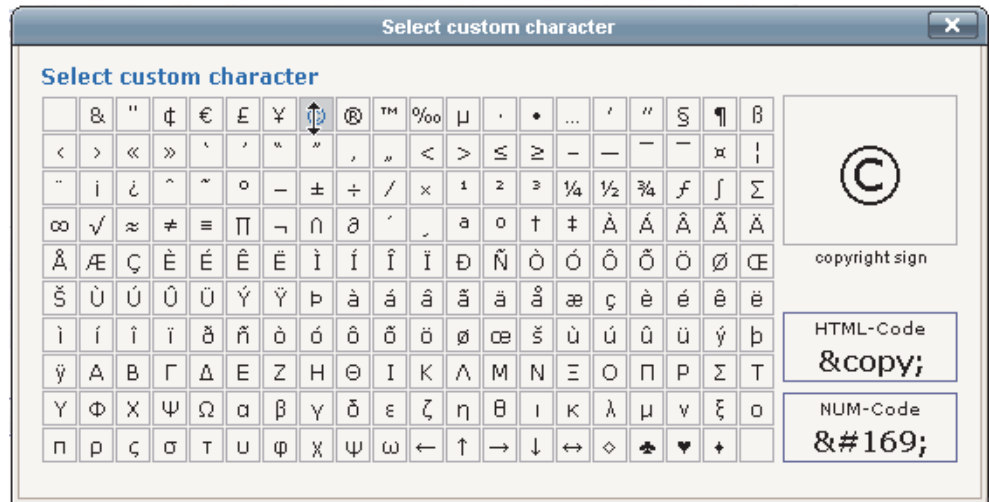 Select custom character
Select custom character
& " ¢ € £ ¥ © ® ™ ‰ µ · • … ′ ″ § ¶ ß
‹ › « » ‘ ’ “ ” ‚ „ < > ≤ ≥ – — ¯ ‾ ¤ ¦
¨ ¡ ¿ ˆ ˜ ° − ± ÷ ⁄ × ¹ ² ³ ¼ ½ ¾ ƒ ∫ ∑
∞ √ ≈ ≠ ≡ ∏ ¬ ∩ ∂ ´ ¸ ª º † ‡ À Á Â Ã Ä
Å Æ Ç È É Ê Ë Ì Í Î Ï Ð Ñ Ò Ó Ô Õ Ö Ø Œ
Š Ù Ú Û Ü Ý Ÿ Þ à á â ã ä å æ ç è é ê ë
ì í î ï ð ñ ò ó ô õ ö ø œ š ù ú û ü ý þ
ÿ Α Β Γ Δ Ε Ζ Η Θ Ι Κ Λ Μ Ν Ξ Ο Π Ρ Σ Τ
Υ Φ Χ Ψ Ω α β γ δ ε ζ η θ ι κ λ μ ν ξ ο
π ρ ς σ τ υ φ χ ψ ω ← ↑ → ↓ ↔ ◊ ♣ ♥ ♦
©
copyright sign
HTML-Code
&copy;
NUM-Code
&#169;